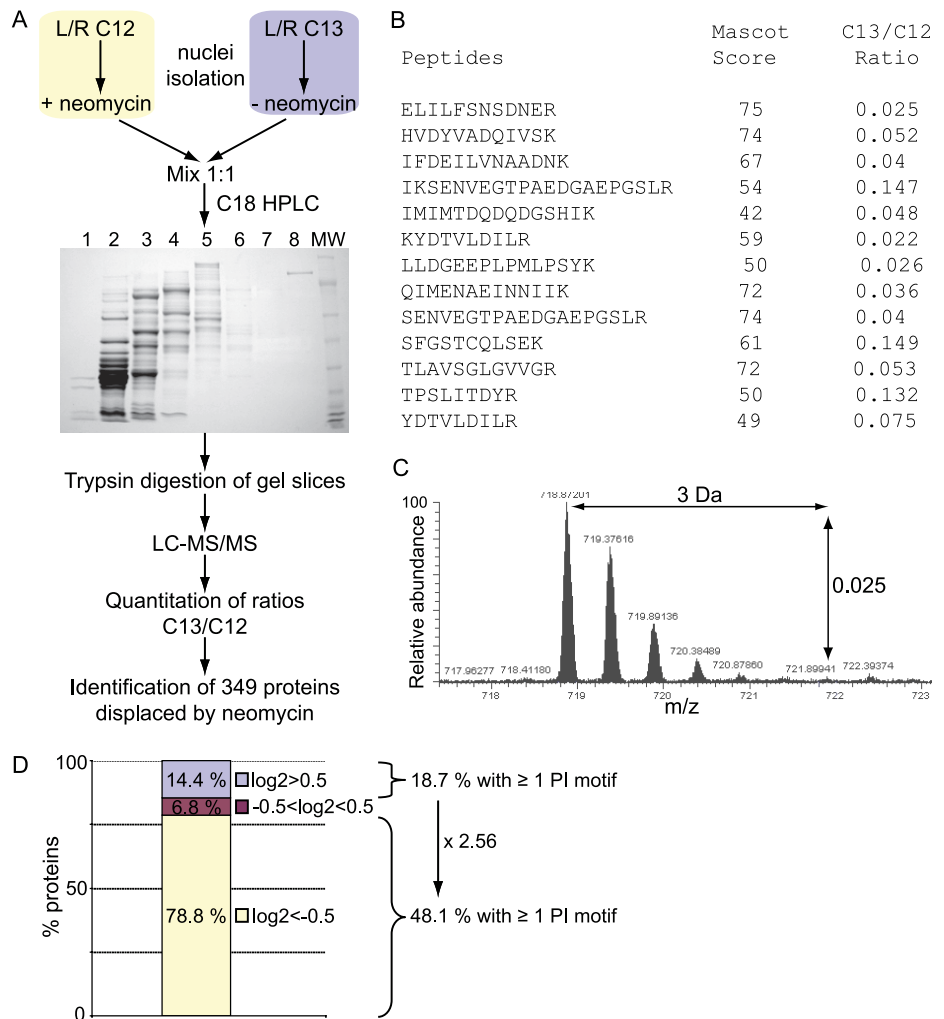 A
L/R C12
L/R C13
nuclei
isolation
+ neomycin
- neomycin
Mix 1:1
C18 HPLC
1 2 3 4 5 6 7 8 MW
Trypsin digestion of gel slices
LC-MS/MS
Quantitation of ratios
C13/C12
Identification of 349 proteins
displaced by neomycin
B
Peptides Mascot Score C13/C12 Ratio
ELILFSNSDNER 75 0.025
HVDYVADQIVSK 74 0.052
IFDEILVNAADNK 67 0.04
IKSENVEGTPAEDGAEPGSLR 54 0.147
IMIMTDQDQDGSHIK 42 0.048
KYDTVLDILR 59 0.022
LLDGEEPLPMLPSYK 50 0.026
QIMENAEINNIIK 72 0.036
SENVEGTPAEDGAEPGSLR 74 0.04
SFGSTCQLSEK 61 0.149
TLAVSGLGVVGR 72 0.053
TPSLITDYR 50 0.132
YDTVLDILR 49 0.075
C
Relative abundance
100
0
718.87201
3 Da
719.37616
0.025
719.89136
720.38489
717.96277 718.41180 720.87860 721.89941 722.39374
718 719 720 721 722 723
m/z
D
% proteins
100
50
0
14.4 % log2>0.5
6.8 % -0.5<log2<0.5
78.8 % log2<-0.5
18.7 % with ≥ 1 PI motif
x 2.56
48.1 % with ≥ 1 PI motif